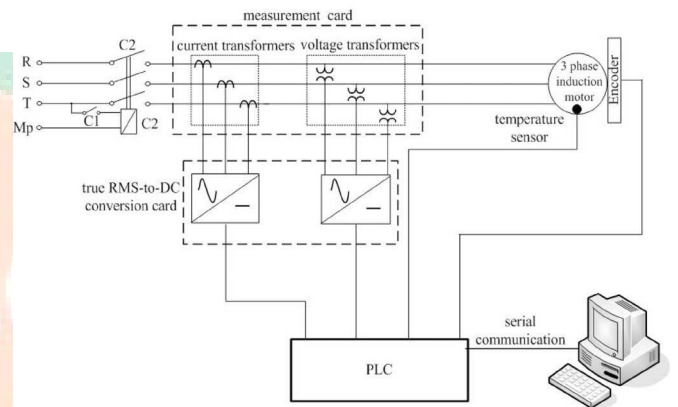 measurement card
C2
current transformers
voltage transformers
R
S
T
C1
C2
Mp
3 phase
induction
motor
Encoder
temperature
sensor
true RMS-to-DC
conversion card
serial
communication
PLC